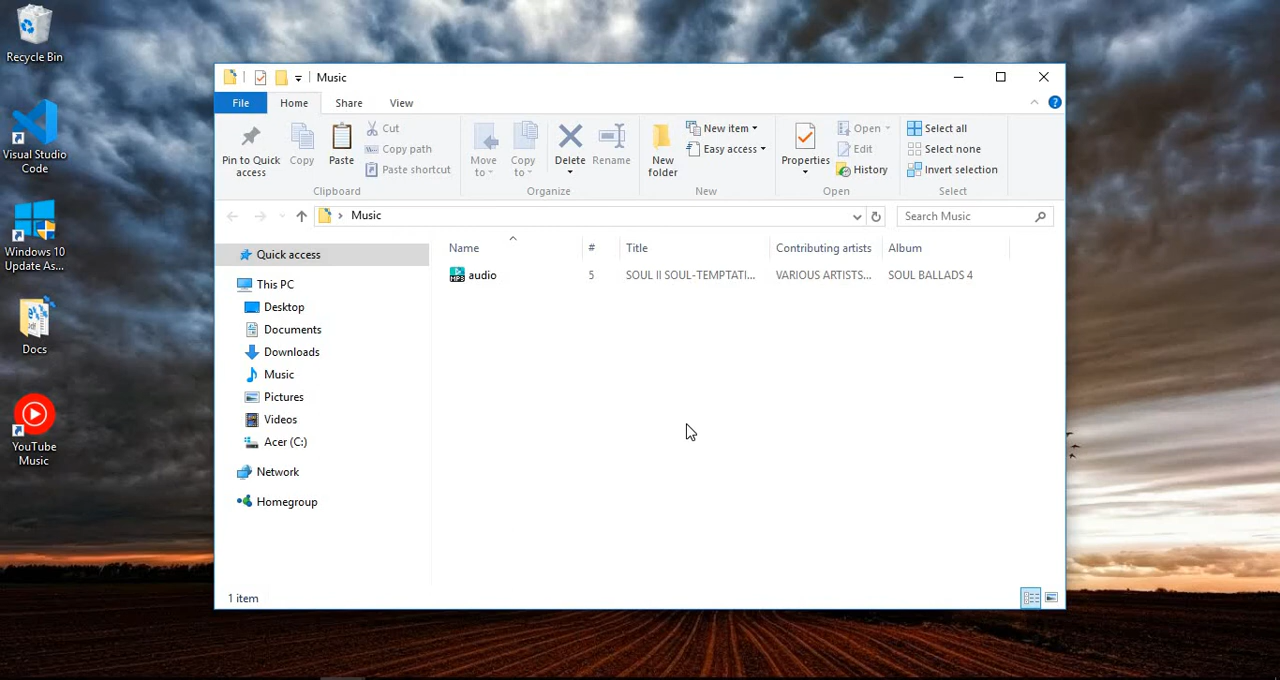 Recycle Bin
Visual Studio
Code
Windows 10
Update As...
Docs
YouTube
Music
Music
File
Home
Share
View
Pin to Quick
access
Copy
Paste
Cut
Copy path
Paste shortcut
Clipboard
Move
to
Copy
to
Delete
Rename
Organize
New
folder
New item
Easy access
New
Properties
Open
Edit
History
Open
Select all
Select none
Invert selection
Select
Music
Search Music
Quick access
This PC
Desktop
Documents
Downloads
Music
Pictures
Videos
Acer (C:)
Network
Homegroup
Name
#
Title
Contributing artists
Album
audio
5
SOUL II SOUL-TEMPTATI...
VARIOUS ARTISTS...
SOUL BALLADS 4
1 item